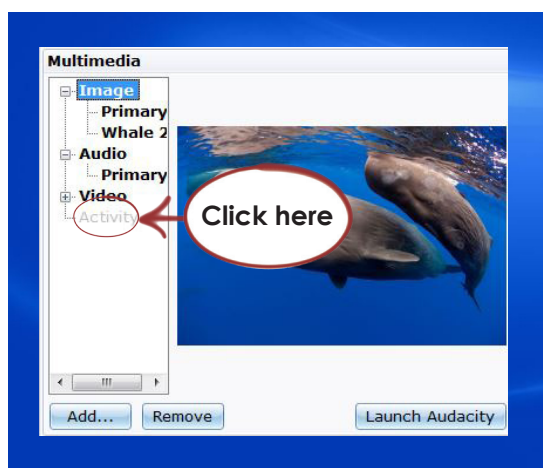 Multimedia
Image
Primary
Whale 2
Audio
Primary
Video
Activity
Click here
Add...
Remove
Launch Audacity